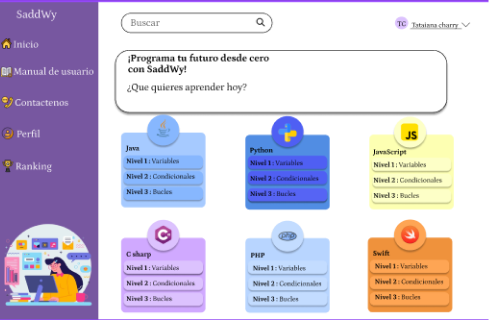 SaddWy
Buscar
TC Tataiana charry
Inicio
Manual de usuario
Contactenos
Perfil
Ranking
¡Programa tu futuro desde cero
con SaddWy!
¿Que quieres aprender hoy?
Java
Nivel 1 : Variables
Nivel 2 : Condicionales
Nivel 3 : Bucles
Python
Nivel 1 : Variables
Nivel 2 : Condicionales
Nivel 3 : Bucles
JS
JavaScript
Nivel 1 : Variables
Nivel 2 : Condicionales
Nivel 3 : Bucles
C sharp
Nivel 1 : Variables
Nivel 2 : Condicionales
Nivel 3 : Bucles
php
PHP
Nivel 1 : Variables
Nivel 2 : Condicionales
Nivel 3 : Bucles
Swift
Nivel 1 : Variables
Nivel 2 : Condicionales
Nivel 3 : Bucles